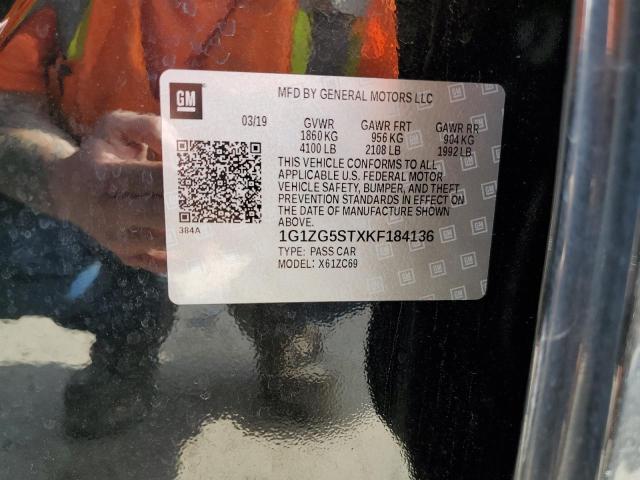 GM
MFD BY GENERAL MOTORS LLC
03/19 GVWR GAWR FRT GAWR RR
1860 KG 956 KG 904 KG
4100 LB 2108 LB 1992 LB
THIS VEHICLE CONFORMS TO ALL
APPLICABLE U.S. FEDERAL MOTOR
VEHICLE SAFETY, BUMPER, AND THEFT
PREVENTION STANDARDS IN EFFECT ON
THE DATE OF MANUFACTURE SHOWN
ABOVE.
384A
1G1ZG5STXKF184136
TYPE: PASS CAR
MODEL: X61ZC69